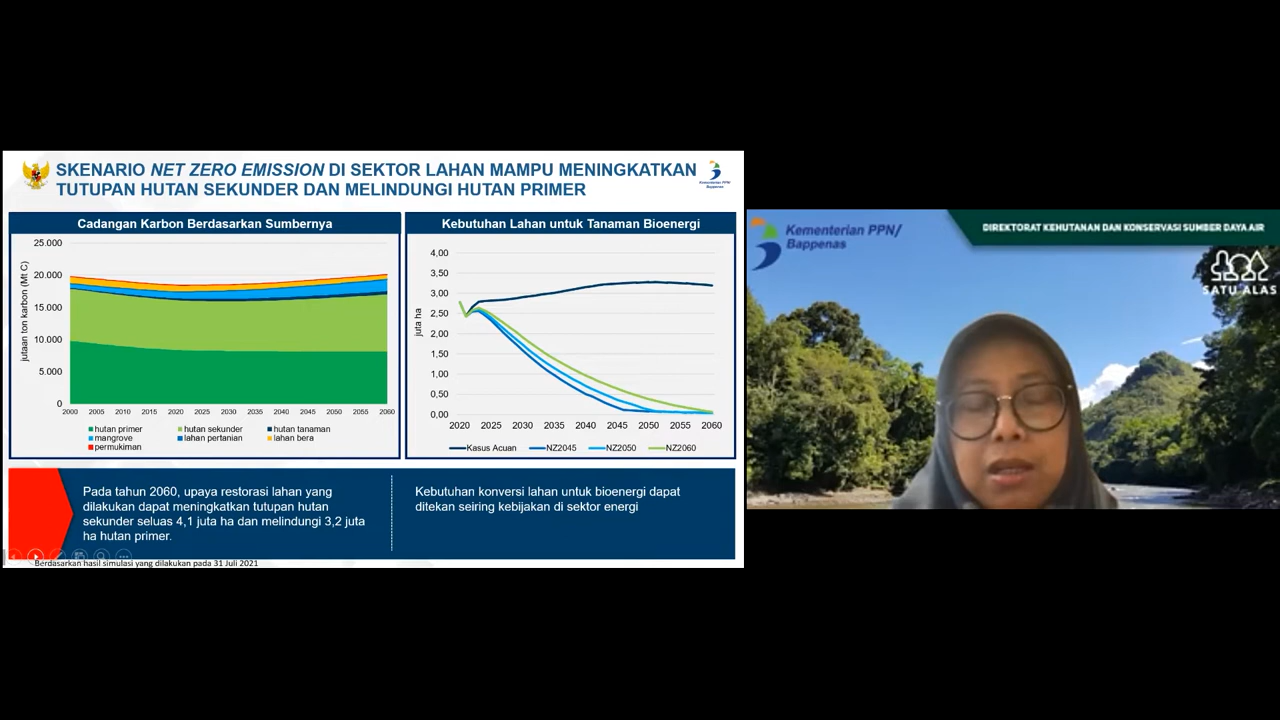 SKENARIO NET ZERO EMISSION DI SEKTOR LAHAN MAMPU MENINGKATKAN
TUTUPAN HUTAN SEKUNDER DAN MELINDUNGI HUTAN PRIMER
Kementerian PPN/
Bappenas
Cadangan Karbon Berdasarkan Sumbernya
jutaan ton karbon (Mt C)
25.000
20.000
15.000
10.000
5.000
0
2000 2005 2010 2015 2020 2025 2030 2035 2040 2045 2050 2055 2060
hutan primer hutan sekunder hutan tanaman
mangrove lahan pertanian lahan bera
permukiman
Kebutuhan Lahan untuk Tanaman Bioenergi
juta ha
4,00
3,50
3,00
2,50
2,00
1,50
1,00
0,50
0,00
2020 2025 2030 2035 2040 2045 2050 2055 2060
Kasus Acuan NZ2045 NZ2050 NZ2060
Pada tahun 2060, upaya restorasi lahan yang
dilakukan dapat meningkatkan tutupan hutan
sekunder seluas 4,1 juta ha dan melindungi 3,2 juta
ha hutan primer.
Kebutuhan konversi lahan untuk bioenergi dapat
ditekan seiring kebijakan di sektor energi
Berdasarkan hasil simulasi yang dilakukan pada 31 Juli 2021
Kementerian PPN/
Bappenas
DIREKTORAT KEHUTANAN DAN KONSERVASI SUMBER DAYA AIR
SATU ALAS